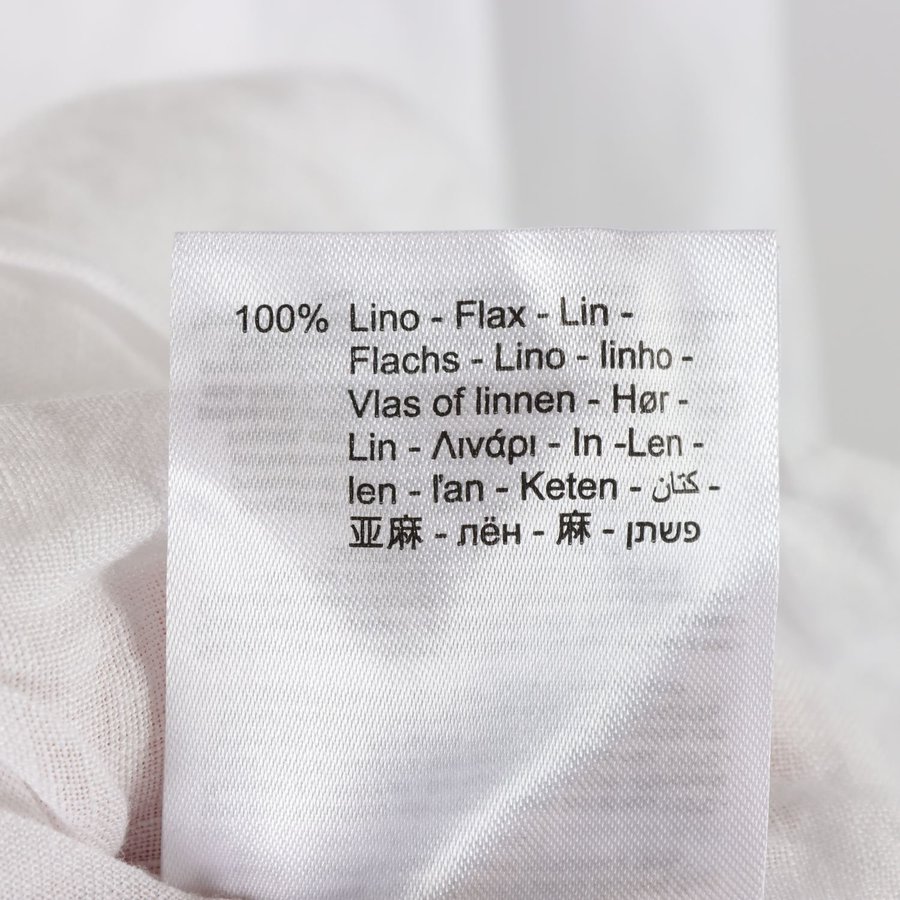 100% Lino - Flax - Lin -
Flachs - Lino - linho -
Vlas of linnen - Hør -
Lin - Λινάρι - In -Len -
len - ľan - Keten - كتان -
亚麻 - лён - 麻 - פשתן